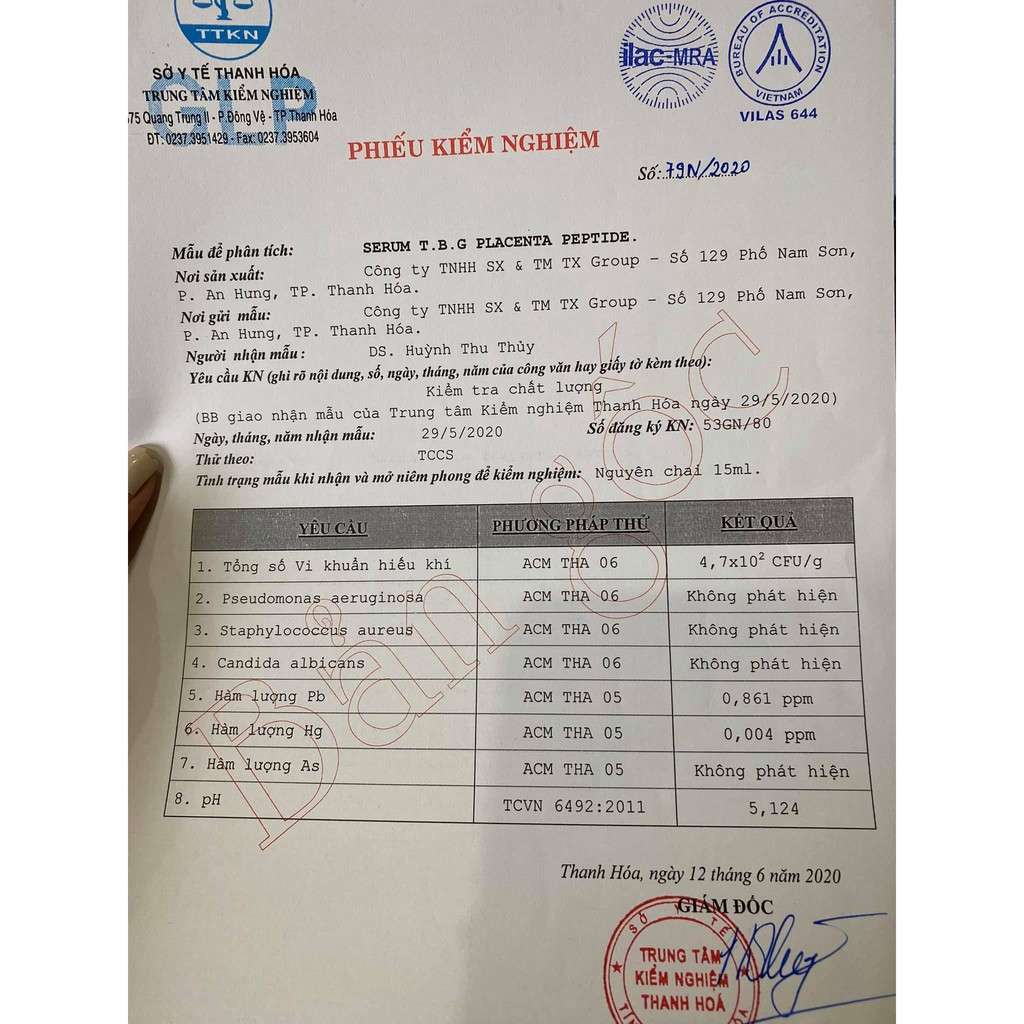 TTKN
GLP
SỞ Y TẾ THANH HÓA
TRUNG TÂM KIỂM NGHIỆM
575 Quang Trung II - P.Đông Vệ - TP.Thanh Hóa
ĐT: 0237.3951429 - Fax: 0237.3953604
ilac-MRA
BUREAU OF ACCREDITATION
VIETNAM
VILAS 644
PHIẾU KIỂM NGHIỆM
Số: 79N/2020
Mẫu để phân tích: SERUM T.B.G PLACENTA PEPTIDE.
Nơi sản xuất: Công ty TNHH SX & TM TX Group – Số 129 Phố Nam Sơn,
P. An Hưng, TP. Thanh Hóa.
Nơi gửi mẫu: Công ty TNHH SX & TM TX Group – Số 129 Phố Nam Sơn,
P. An Hưng, TP. Thanh Hóa.
Người nhận mẫu : DS. Huỳnh Thu Thủy
Yêu cầu KN (ghi rõ nội dung, số, ngày, tháng, năm của công văn hay giấy tờ kèm theo):
Kiểm tra chất lượng
(BB giao nhận mẫu của Trung tâm Kiểm nghiệm Thanh Hóa ngày 29/5/2020)
Ngày, tháng, năm nhận mẫu: 29/5/2020 Số đăng ký KN: 53GN/80
Thử theo: TCCS
Tình trạng mẫu khi nhận và mở niêm phong để kiểm nghiệm: Nguyên chai 15ml.
YÊU CẦU PHƯƠNG PHÁP THỬ KẾT QUẢ
1. Tổng số Vi khuẩn hiếu khí ACM THA 06 4,7x10² CFU/g
2. Pseudomonas aeruginosa ACM THA 06 Không phát hiện
3. Staphylococcus aureus ACM THA 06 Không phát hiện
4. Candida albicans ACM THA 06 Không phát hiện
5. Hàm lượng Pb ACM THA 05 0,861 ppm
6. Hàm lượng Hg ACM THA 05 0,004 ppm
7. Hàm lượng As ACM THA 05 Không phát hiện
8. pH TCVN 6492:2011 5,124
Bản gốc
Thanh Hóa, ngày 12 tháng 6 năm 2020
GIÁM ĐỐC
SỞ Y TẾ
TRUNG TÂM
KIỂM NGHIỆM
THANH HOÁ